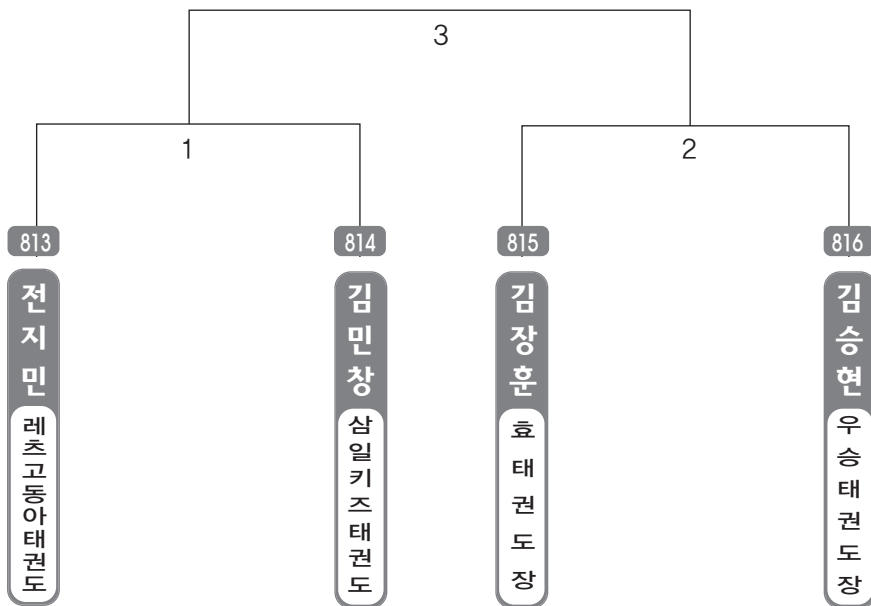 3
1
2
813
814
815
816
전지민
김민창
김장훈
김승현
레츠고동아태권도
삼일키즈태권도
효태권도장
우승태권도장